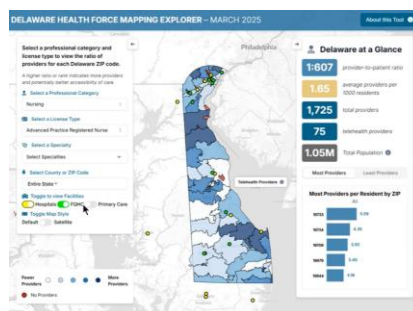 DELAWARE HEALTH FORCE MAPPING EXPLORER – MARCH 2025
About this Tool
Select a professional category and
license type to view the ratio of
providers for each Delaware ZIP code.
A higher ratio or rank indicates more providers
and potentially better accessibility of care
Select a Professional Category
Nursing
Select a License Type
Advanced Practice Registered Nurse
Select a Specialty
Select Specialties
Select County or ZIP Code
Entire State
Toggle to view Facilities
Hospitals
FQHC
Primary Care
Toggle Map Style
Default
Satellite
Fewer
Providers
More
Providers
No Providers
Philadelphia
Telehealth Providers
Delaware at a Glance
1:607 provider-to-patient ratio
1.65 average providers per
1000 residents
1,725 total providers
75 telehealth providers
1.05M Total Population
Most Providers
Least Providers
Most Providers per Resident by ZIP